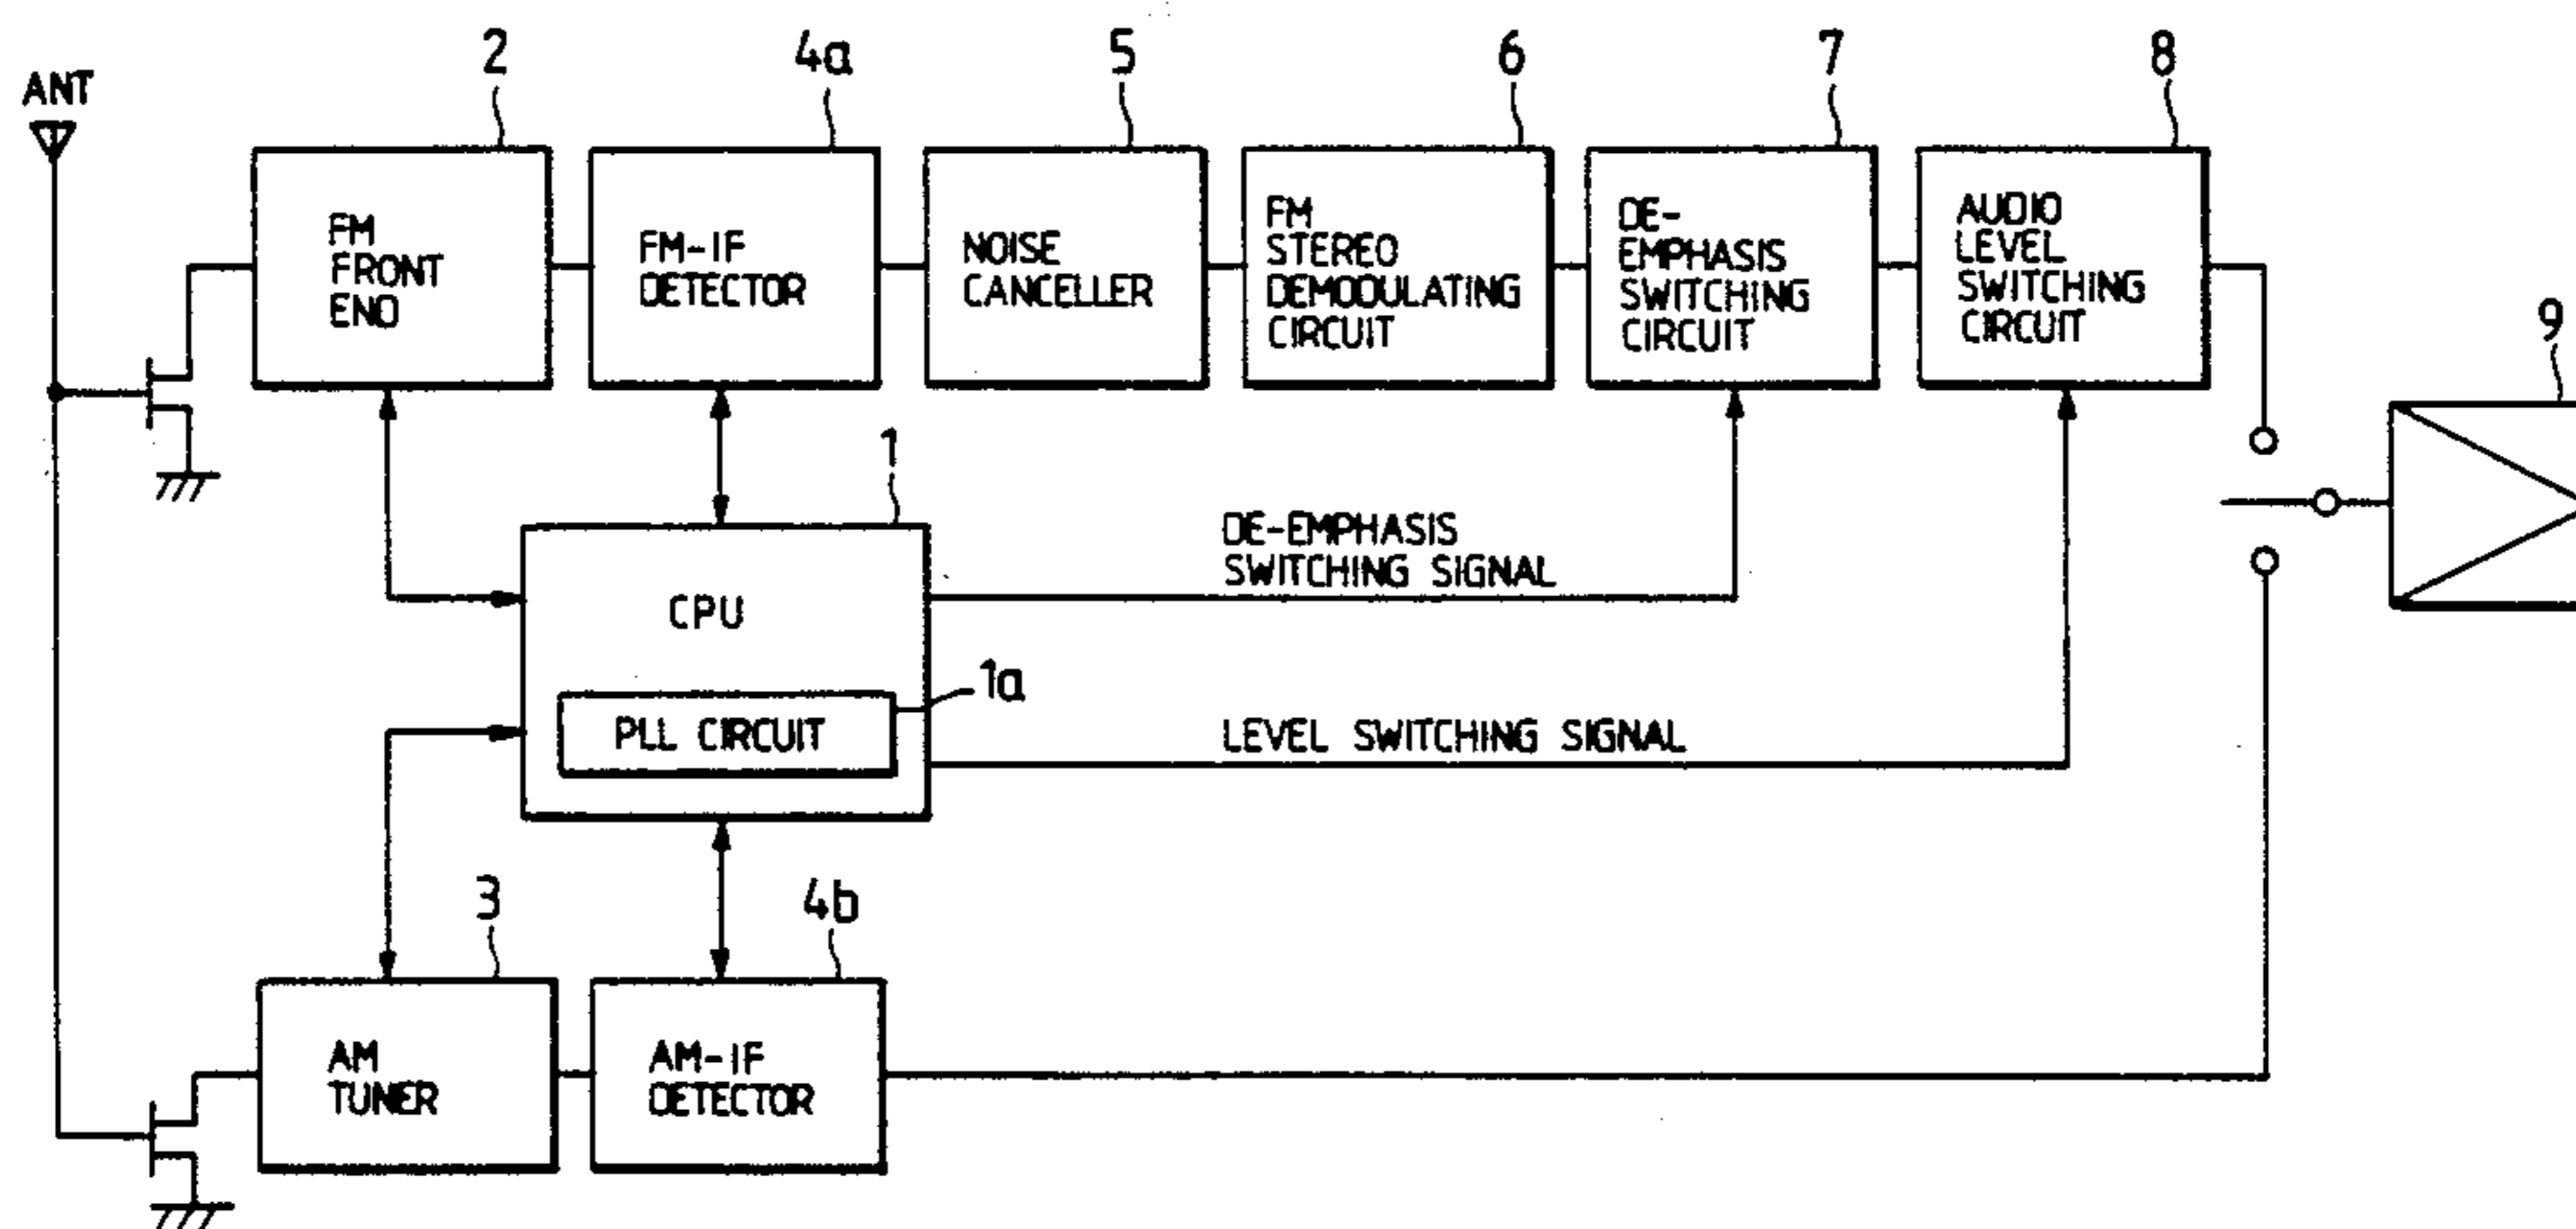 ANT
2
4a
5
6
7
8
FM
FRONT
END
FM-IF
DETECTOR
NOISE
CANCELLER
FM
STEREO
DEMODULATING
CIRCUIT
DE-
EMPHASIS
SWITCHING
CIRCUIT
AUDIO
LEVEL
SWITCHING
CIRCUIT
9
1
CPU
DE-EMPHASIS
SWITCHING SIGNAL
1a
PLL CIRCUIT
LEVEL SWITCHING SIGNAL
3
4b
AM
TUNER
AM-IF
DETECTOR